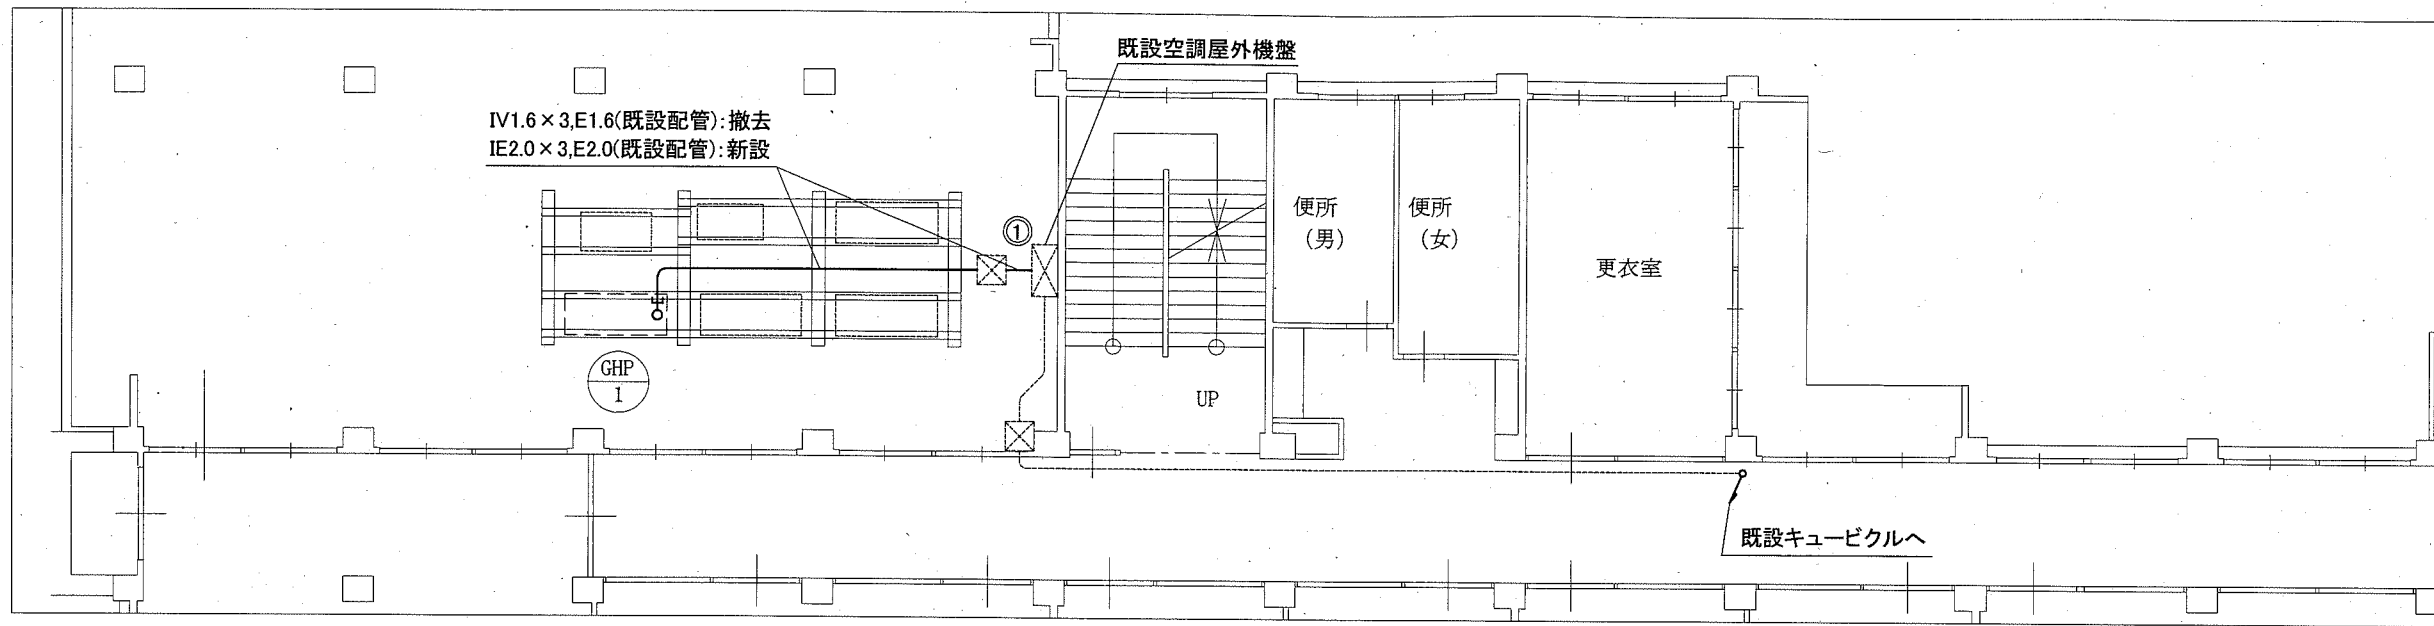 既設空調屋外機盤
IV1.6×3,E1.6(既設配管):撤去
IE2.0×3,E2.0(既設配管):新設
①
便所
(男)
便所
(女)
更衣室
GHP
1
UP
既設キュービクルへ